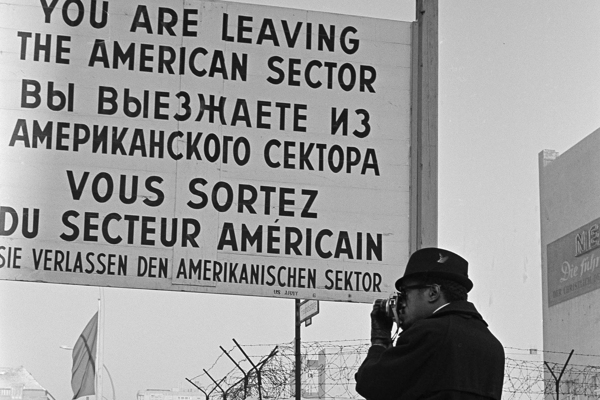 YOU ARE LEAVING
THE AMERICAN SECTOR
ВЫ ВЫЕЗЖАЕТЕ ИЗ
АМЕРИКАНСКОГО СЕКТОРА
VOUS SORTEZ
DU SECTEUR AMÉRICAIN
SIE VERLASSEN DEN AMERIKANISCHEN SEKTOR
Die